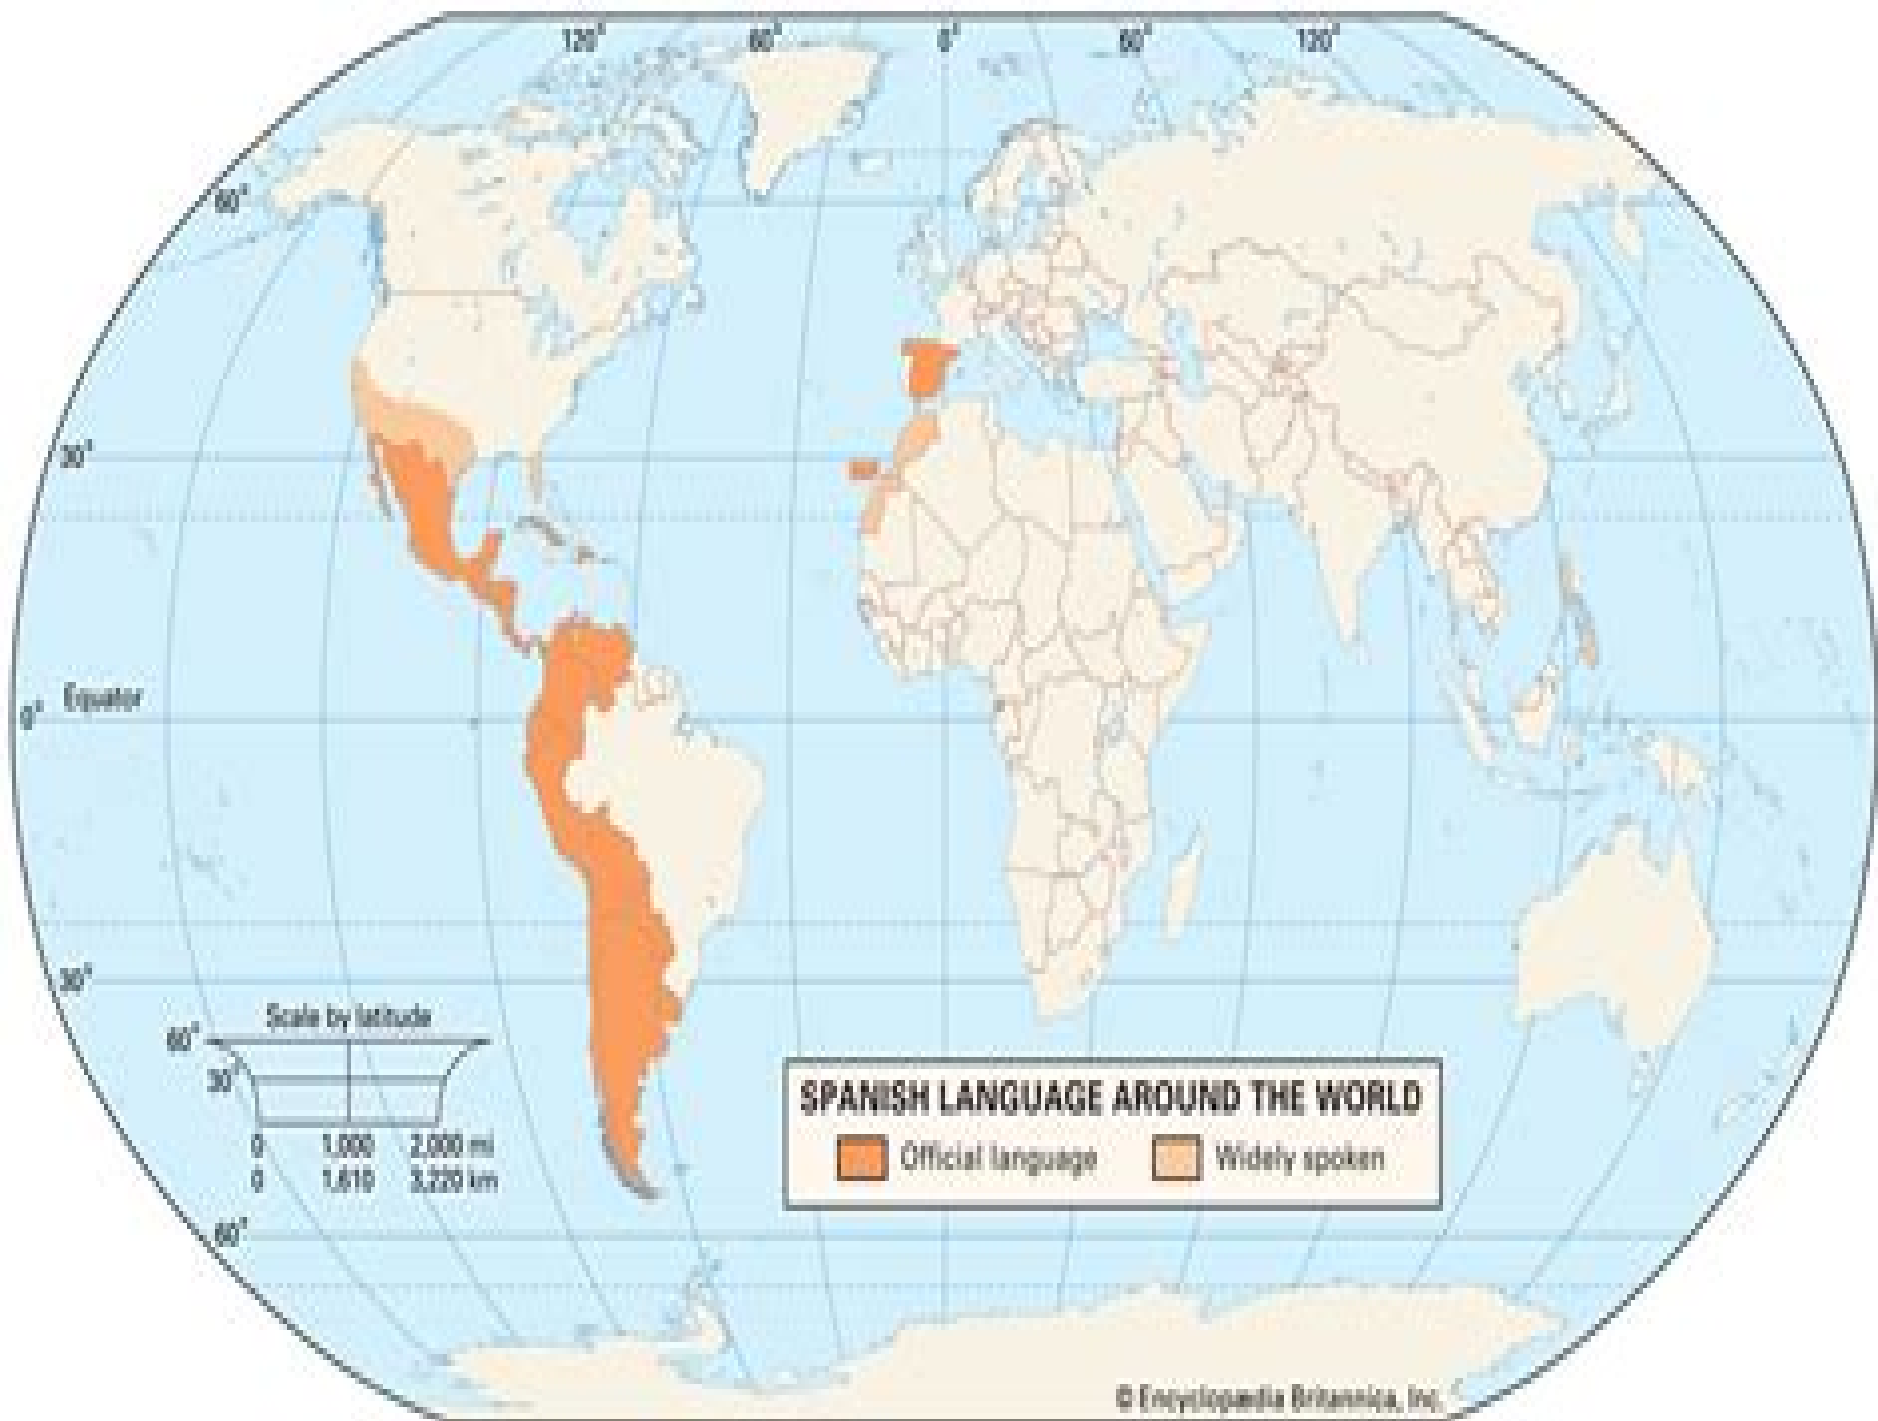 120° 60° 0° 60° 120°
60°
30°
Equator
0°
30°
Scale by latitude
60°
30°
0 1,000 2,000 mi
0 1,610 3,220 km
SPANISH LANGUAGE AROUND THE WORLD
Official language Widely spoken
60°
© Encyclopædia Britannica, Inc.